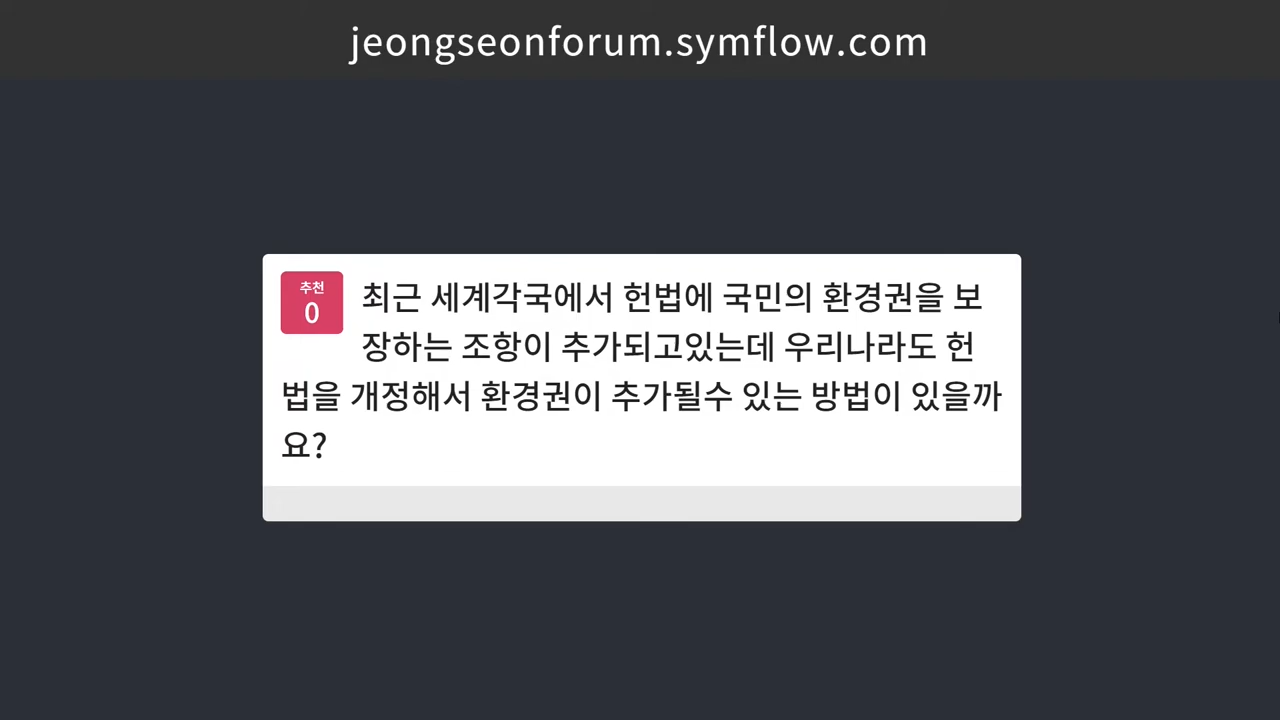 jeongseonforum.symflow.com
추천
0
최근 세계각국에서 헌법에 국민의 환경권을 보
장하는 조항이 추가되고있는데 우리나라도 헌
법을 개정해서 환경권이 추가될수 있는 방법이 있을까
요?